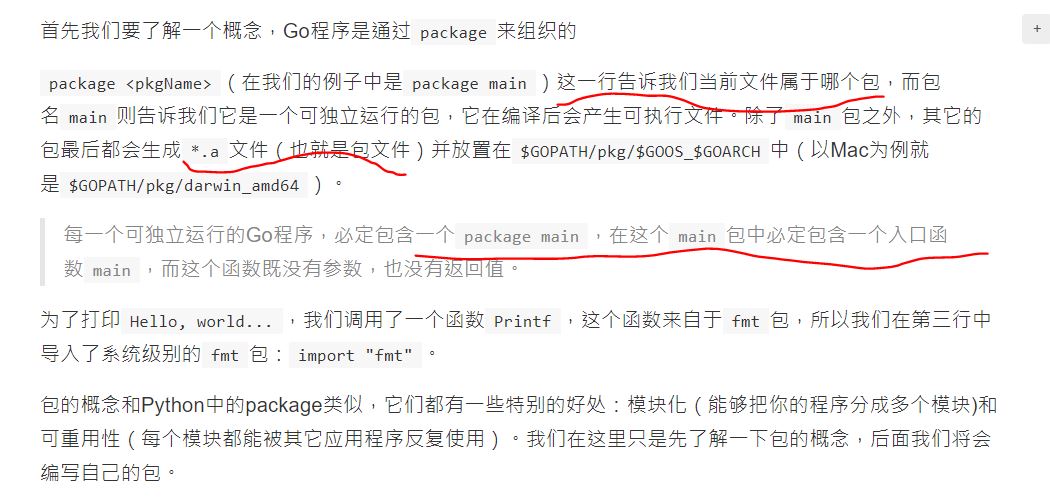 首先我们要了解一个概念，Go程序是通过 package 来组织的
+
package <pkgName>（在我们的例子中是 package main ）这一行告诉我们当前文件属于哪个包，而包
名 main 则告诉我们它是一个可独立运行的包，它在编译后会产生可执行文件。除了 main 包之外，其它的
包最后都会生成 *.a 文件（也就是包文件）并放置在 $GOPATH/pkg/$GOOS_$GOARCH 中（以Mac为例就
是 $GOPATH/pkg/darwin_amd64 ）。
每一个可独立运行的Go程序，必定包含一个 package main ，在这个 main 包中必定包含一个入口函
数 main ，而这个函数既没有参数，也没有返回值。
为了打印 Hello, world... ，我们调用了一个函数 Printf ，这个函数来自于 fmt 包，所以我们在第三行中
导入了系统级别的 fmt 包： import "fmt" 。
包的概念和Python中的package类似，它们都有一些特别的好处：模块化（能够把你的程序分成多个模块)和
可重用性（每个模块都能被其它应用程序反复使用）。我们在这里只是先了解一下包的概念，后面我们将会
编写自己的包。